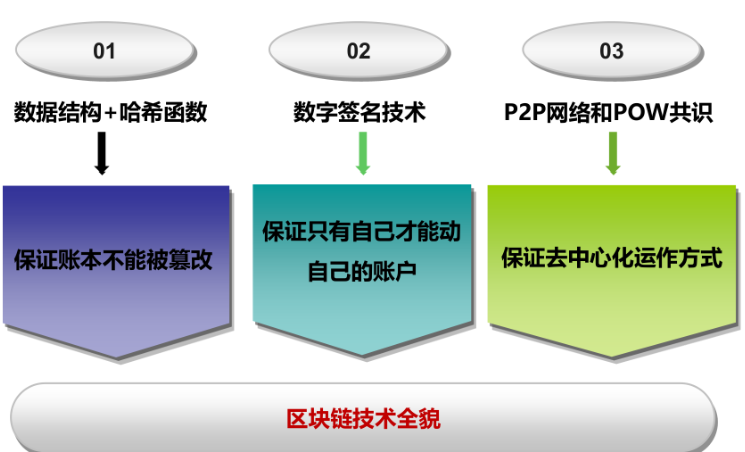 01
02
03
数据结构+哈希函数
数字签名技术
P2P网络和POW共识
保证账本不能被篡改
保证只有自己才能动
自己的账户
保证去中心化运作方式
区块链技术全貌